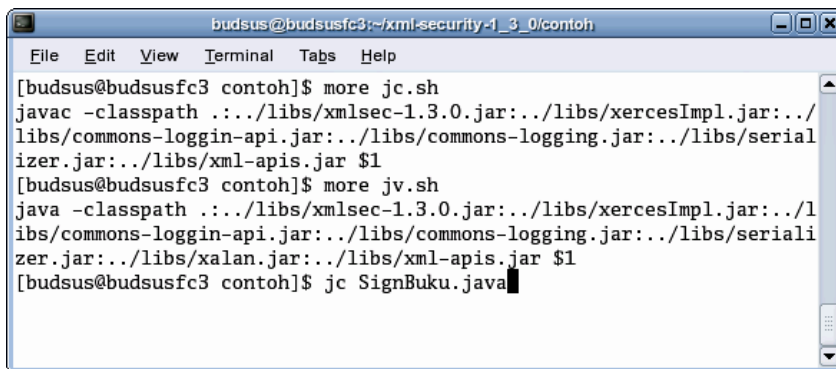 budsus@budsusfc3:~/xml-security-1_3_0/contoh
File Edit View Terminal Tabs Help
[budsus@budsusfc3 contoh]$ more jc.sh
javac -classpath .:../libs/xmlsec-1.3.0.jar:../libs/xercesImpl.jar:../
libs/commons-loggin-api.jar:../libs/commons-logging.jar:../libs/serial
izer.jar:../libs/xml-apis.jar $1
[budsus@budsusfc3 contoh]$ more jv.sh
java -classpath .:../libs/xmlsec-1.3.0.jar:../libs/xercesImpl.jar:../l
ibs/commons-loggin-api.jar:../libs/commons-logging.jar:../libs/seriali
zer.jar:../libs/xalan.jar:../libs/xml-apis.jar $1
[budsus@budsusfc3 contoh]$ jc SignBuku.java